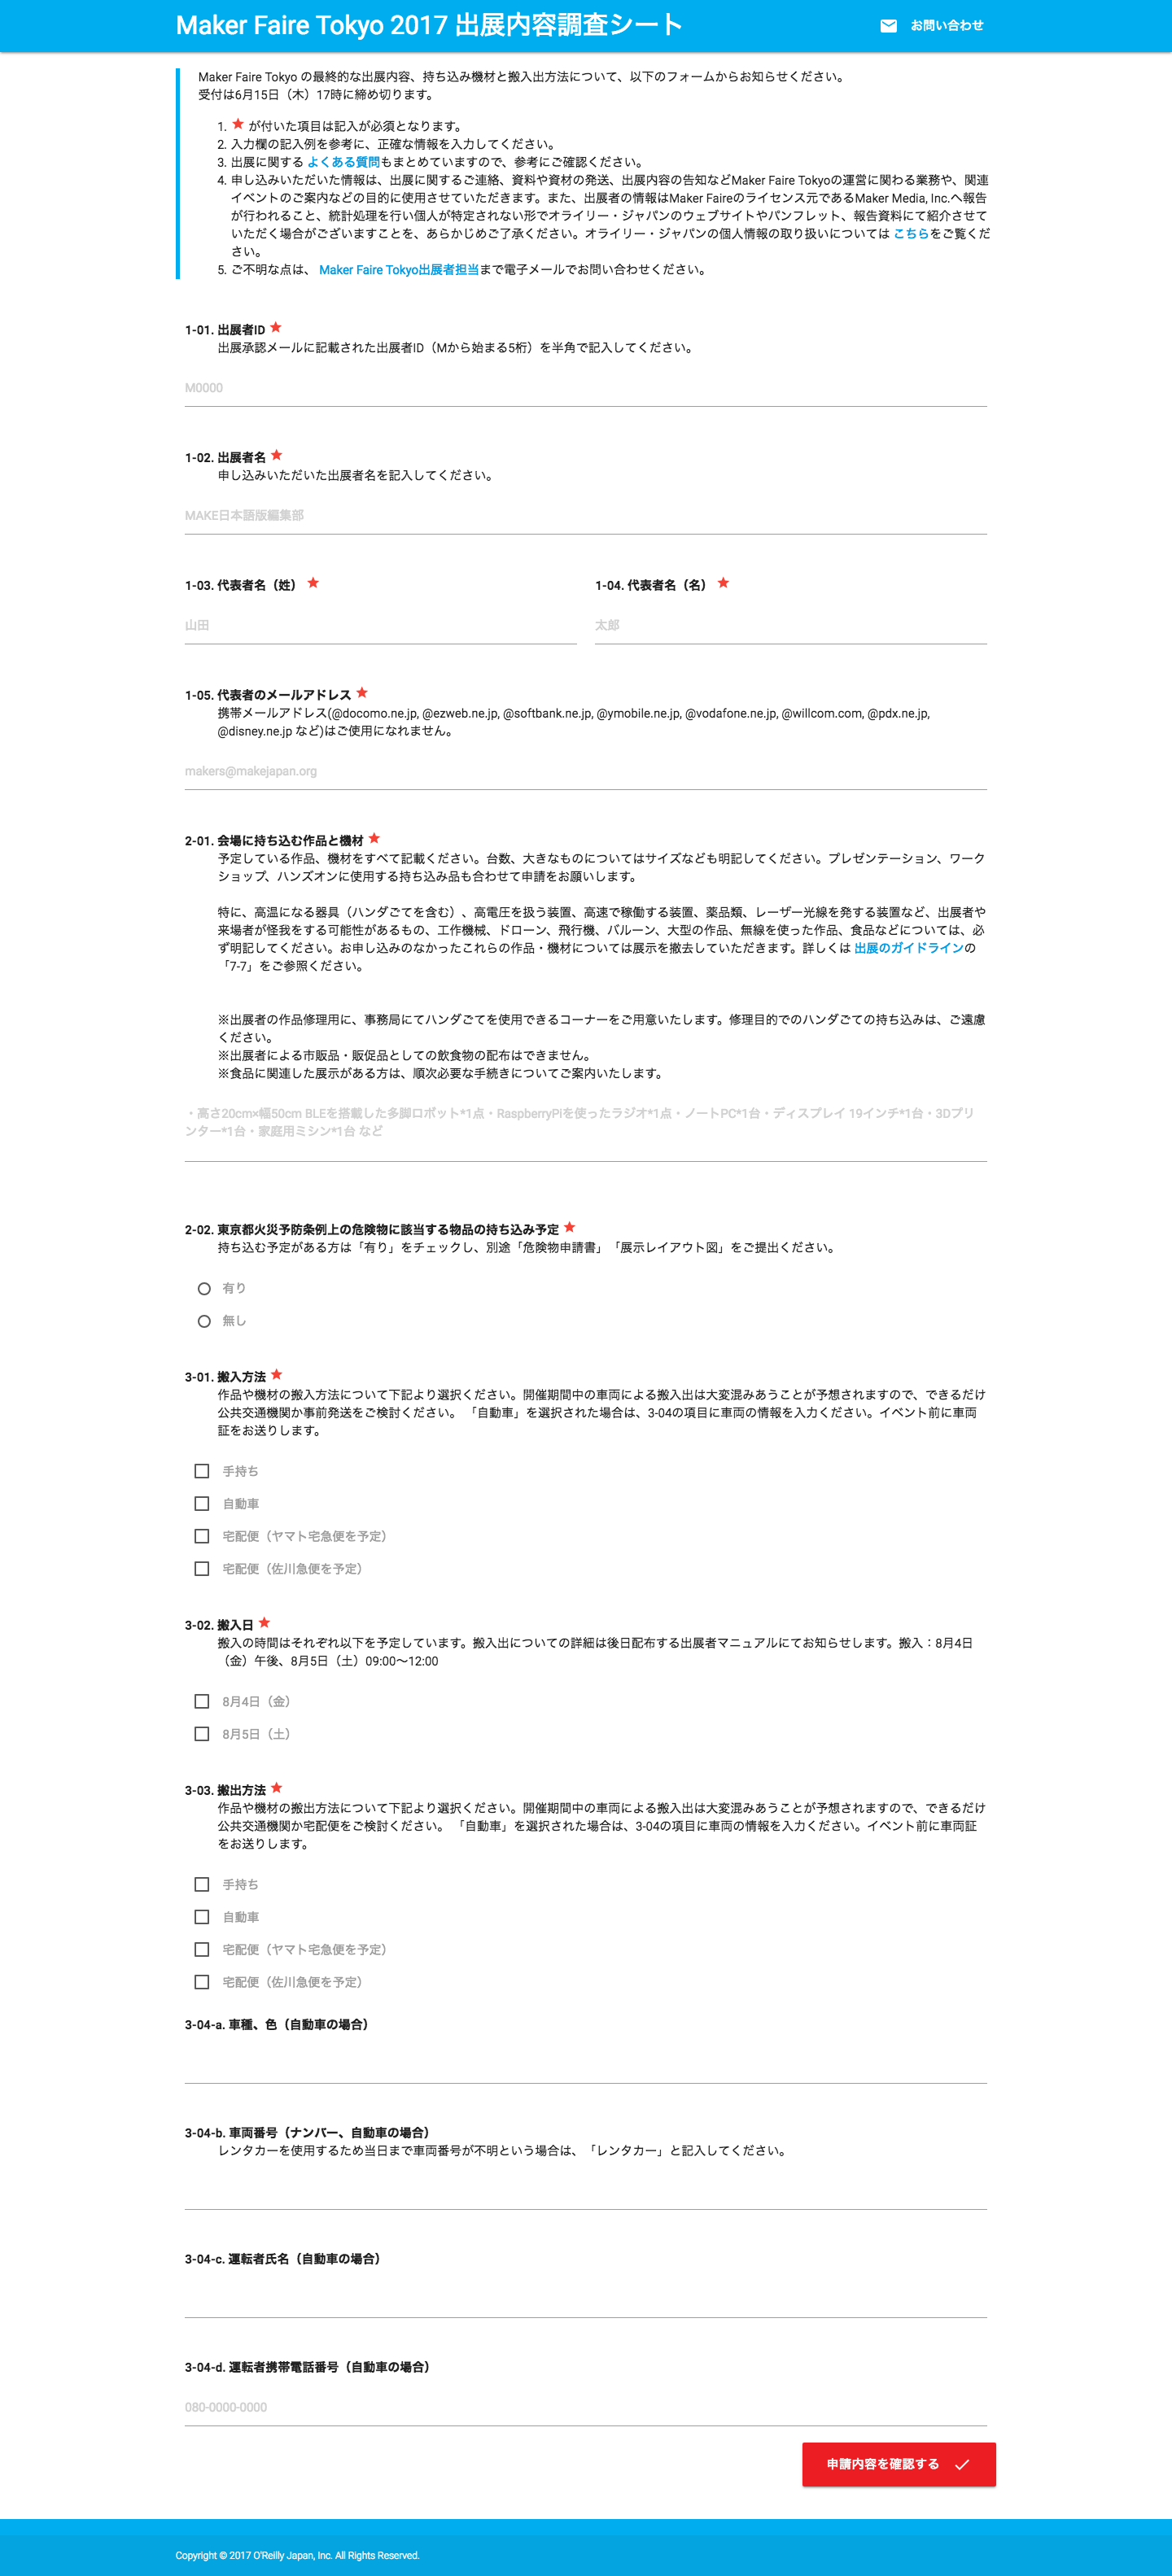 Maker Faire Tokyo 2017 出展内容調査シート
お問い合わせ
Maker Faire Tokyo の最終的な出展内容、持ち込み機材と搬入出方法について、以下のフォームからお知らせください。
受付は6月15日（木）17時に締め切ります。
1. ★ が付いた項目は記入が必須となります。
2. 入力欄の記入例を参考に、正確な情報を入力してください。
3. 出展に関する よくある質問もまとめていますので、参考にご確認ください。
4. 申し込みいただいた情報は、出展に関するご連絡、資料や資材の発送、出展内容の告知などMaker Faire Tokyoの運営に関わる業務や、関連
イベントのご案内などの目的に使用させていただきます。また、出展者の情報はMaker Faireのライセンス元であるMaker Media, Inc.へ報告
が行われること、統計処理を行い個人が特定されない形でオライリー・ジャパンのウェブサイトやパンフレット、報告資料にて紹介させて
いただく場合がございますことを、あらかじめご了承ください。オライリー・ジャパンの個人情報の取り扱いについては こちらをご覧くだ
さい。
5. ご不明な点は、 Maker Faire Tokyo出展者担当まで電子メールでお問い合わせください。
1-01. 出展者ID ★
出展承認メールに記載された出展者ID（Mから始まる5桁）を半角で記入してください。
M0000
1-02. 出展者名 ★
申し込みいただいた出展者名を記入してください。
MAKE日本語版編集部
1-03. 代表者名（姓） ★
山田
1-04. 代表者名（名） ★
太郎
1-05. 代表者のメールアドレス ★
携帯メールアドレス(@docomo.ne.jp, @ezweb.ne.jp, @softbank.ne.jp, @ymobile.ne.jp, @vodafone.ne.jp, @willcom.com, @pdx.ne.jp,
@disney.ne.jp など)はご使用になれません。
makers@makejapan.org
2-01. 会場に持ち込む作品と機材 ★
予定している作品、機材をすべて記載ください。台数、大きなものについてはサイズなども明記してください。プレゼンテーション、ワーク
ショップ、ハンズオンに使用する持ち込み品も合わせて申請をお願いします。
特に、高温になる器具（ハンダごてを含む）、高電圧を扱う装置、高速で稼働する装置、薬品類、レーザー光線を発する装置など、出展者や
来場者が怪我をする可能性があるもの、工作機械、ドローン、飛行機、バルーン、大型の作品、無線を使った作品、食品などについては、必
ず明記してください。お申し込みのなかったこれらの作品・機材については展示を撤去していただきます。詳しくは 出展のガイドラインの
「7-7」をご参照ください。
※出展者の作品修理用に、事務局にてハンダごてを使用できるコーナーをご用意いたします。修理目的でのハンダごての持ち込みは、ご遠慮
ください。
※出展者による市販品・販促品としての飲食物の配布はできません。
※食品に関連した展示がある方は、順次必要な手続きについてご案内いたします。
・高さ20cm×幅50cm BLEを搭載した多脚ロボット*1点・RaspberryPiを使ったラジオ*1点・ノートPC*1台・ディスプレイ 19インチ*1台・3Dプリ
ンター*1台・家庭用ミシン*1台 など
2-02. 東京都火災予防条例上の危険物に該当する物品の持ち込み予定 ★
持ち込む予定がある方は「有り」をチェックし、別途「危険物申請書」「展示レイアウト図」をご提出ください。
有り
無し
3-01. 搬入方法 ★
作品や機材の搬入方法について下記より選択ください。開催期間中の車両による搬入出は大変混みあうことが予想されますので、できるだけ
公共交通機関か事前発送をご検討ください。 「自動車」を選択された場合は、3-04の項目に車両の情報を入力ください。イベント前に車両
証をお送りします。
手持ち
自動車
宅配便（ヤマト宅急便を予定）
宅配便（佐川急便を予定）
3-02. 搬入日 ★
搬入の時間はそれぞれ以下を予定しています。搬入出についての詳細は後日配布する出展者マニュアルにてお知らせします。搬入：8月4日
（金）午後、8月5日（土）09:00〜12:00
8月4日（金）
8月5日（土）
3-03. 搬出方法 ★
作品や機材の搬出方法について下記より選択ください。開催期間中の車両による搬入出は大変混みあうことが予想されますので、できるだけ
公共交通機関か宅配便をご検討ください。 「自動車」を選択された場合は、3-04の項目に車両の情報を入力ください。イベント前に車両証
をお送りします。
手持ち
自動車
宅配便（ヤマト宅急便を予定）
宅配便（佐川急便を予定）
3-04-a. 車種、色（自動車の場合）
3-04-b. 車両番号（ナンバー、自動車の場合）
レンタカーを使用するため当日まで車両番号が不明という場合は、「レンタカー」と記入してください。
3-04-c. 運転者氏名（自動車の場合）
3-04-d. 運転者携帯電話番号（自動車の場合）
080-0000-0000
申請内容を確認する
Copyright © 2017 O'Reilly Japan, Inc. All Rights Reserved.